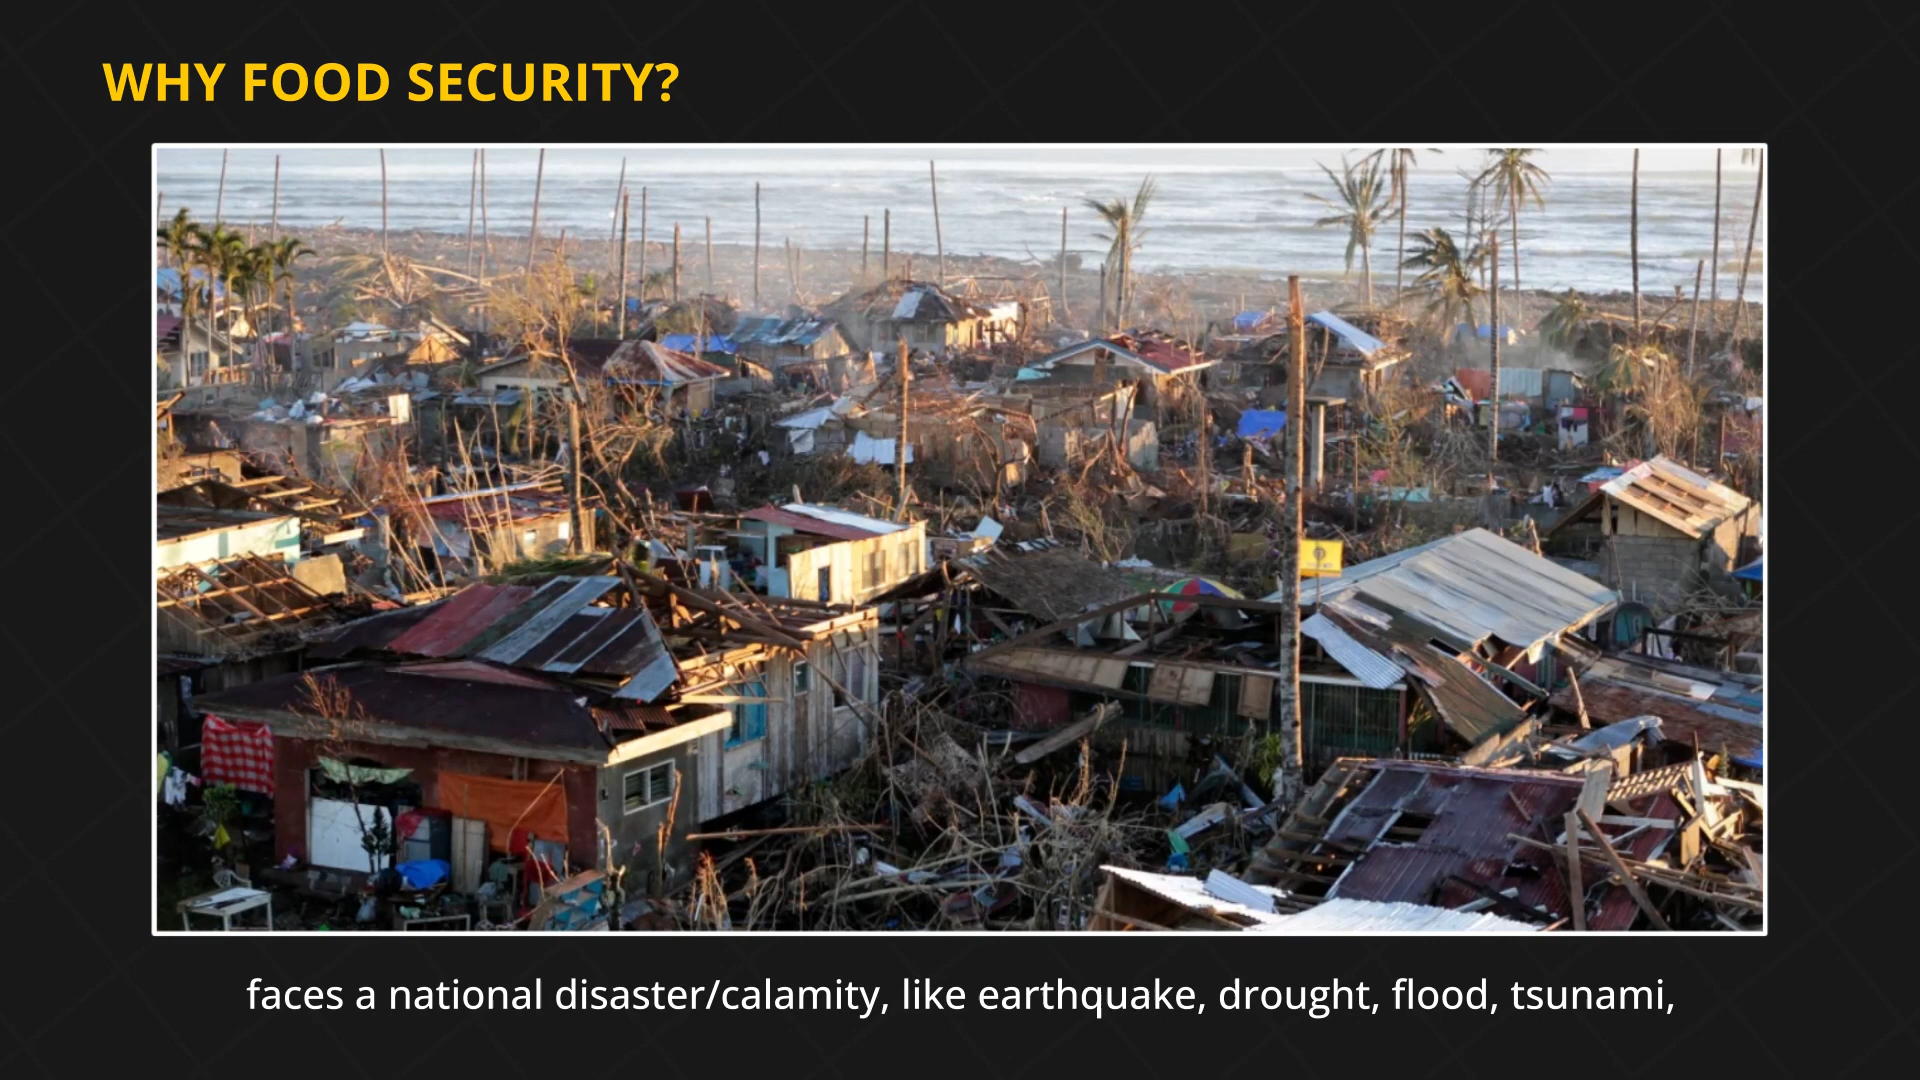 WHY FOOD SECURITY?
faces a national disaster/calamity, like earthquake, drought, flood, tsunami,